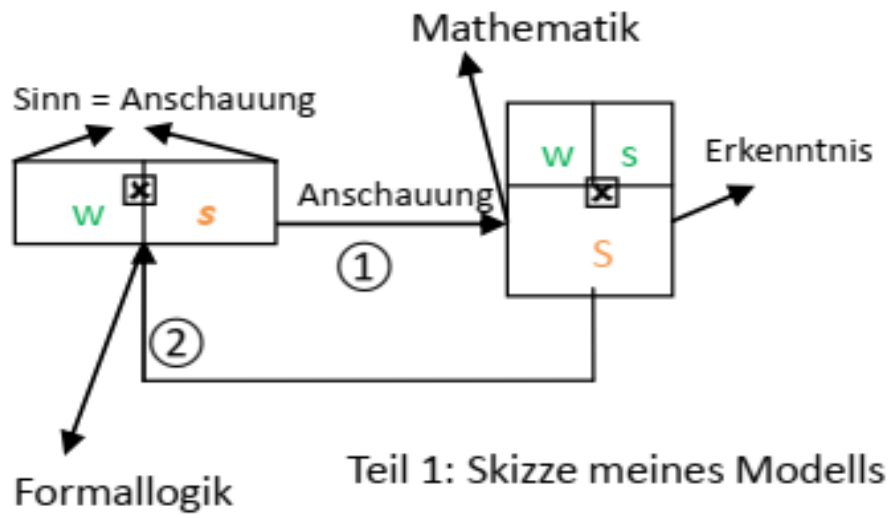 Mathematik
Sinn = Anschauung
w s
Erkenntnis
x
Anschauung
x
w s
S
1
2
Teil 1: Skizze meines Modells
Formallogik